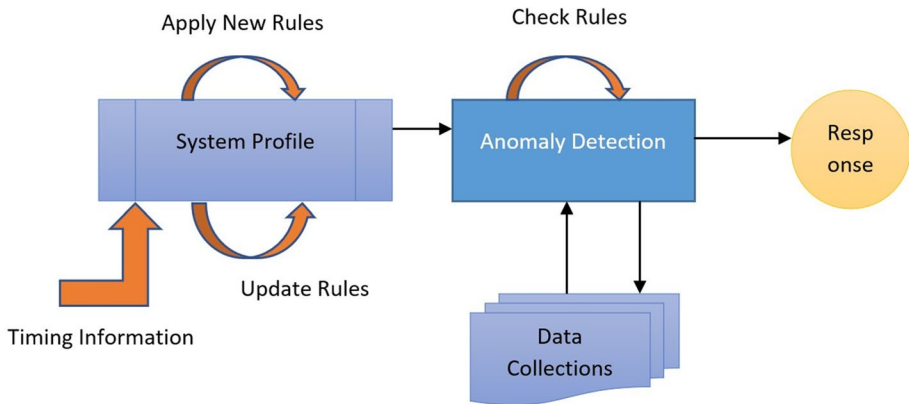 Apply New Rules
Check Rules
System Profile
Anomaly Detection
Resp
onse
Update Rules
Timing Information
Data
Collections